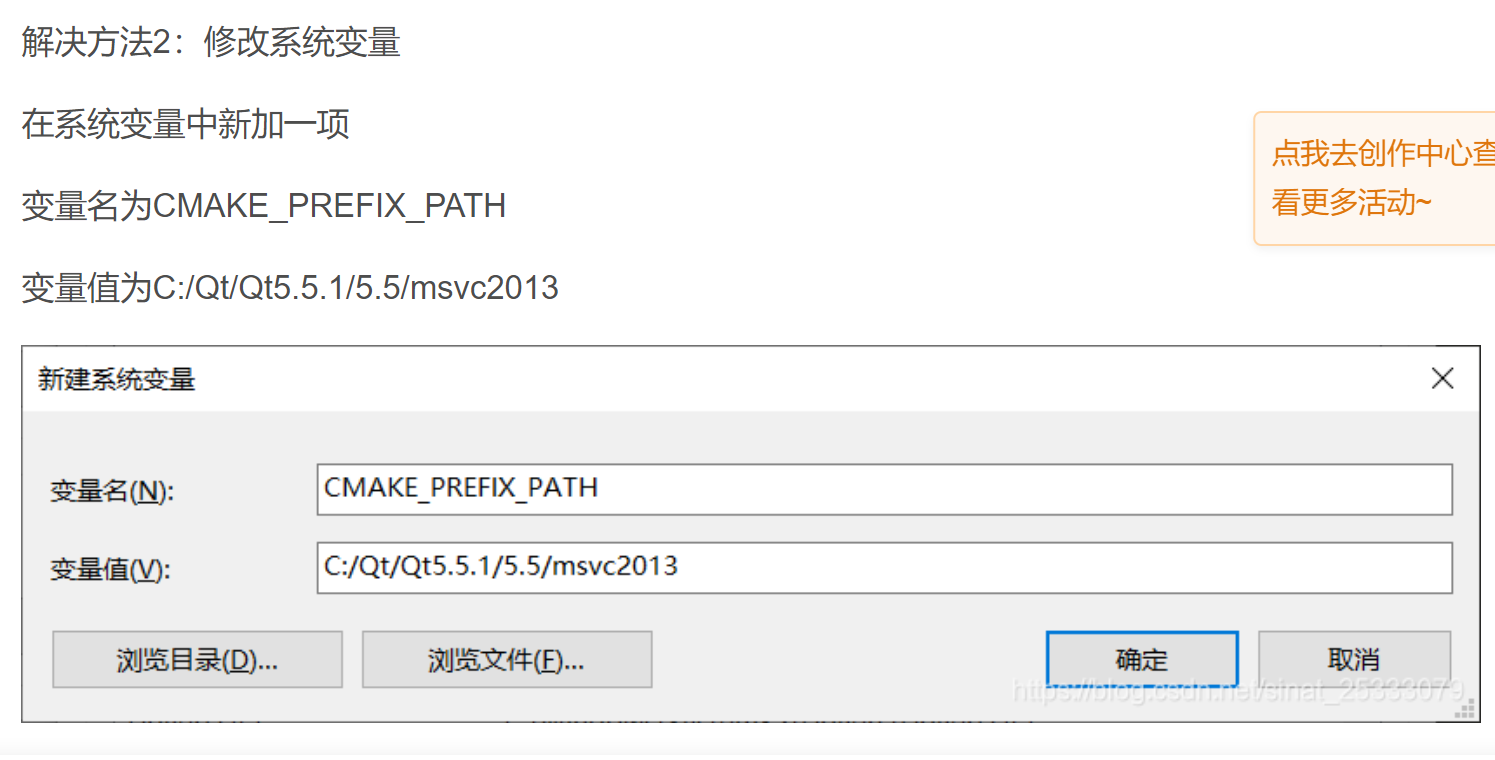 解决方法2：修改系统变量
在系统变量中新加一项
点我去创作中心查
看更多活动~
变量名为CMAKE_PREFIX_PATH
变量值为C:/Qt/Qt5.5.1/5.5/msvc2013
新建系统变量
变量名(N):
CMAKE_PREFIX_PATH
变量值(V):
C:/Qt/Qt5.5.1/5.5/msvc2013
浏览目录(D)...
浏览文件(F)...
确定
取消
https://blog.csdn.net/sinat_25333079